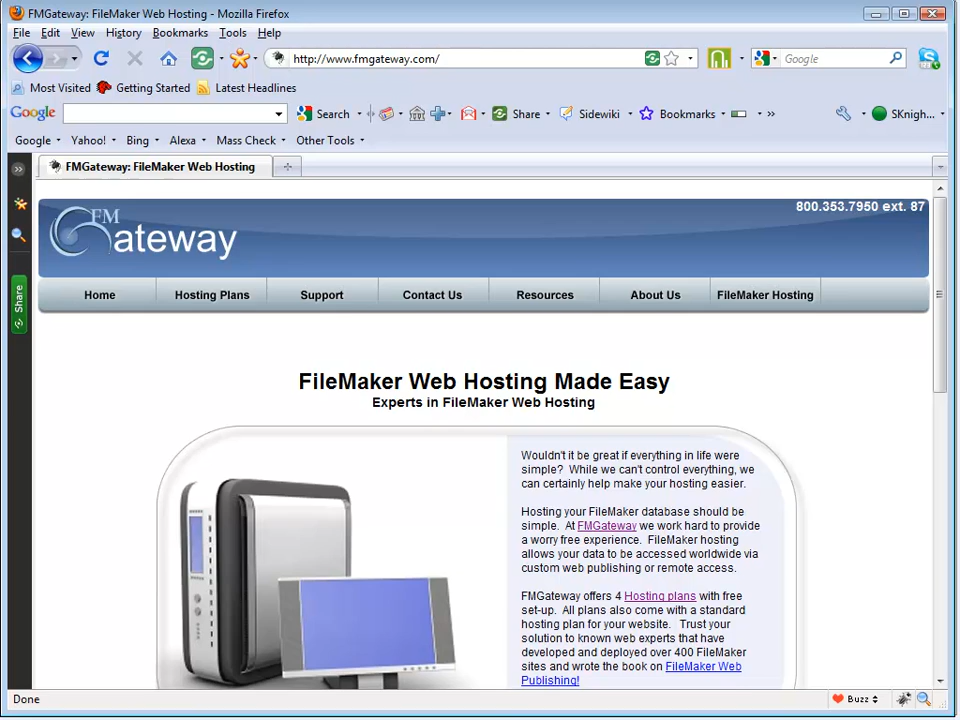 FMGateway: FileMaker Web Hosting - Mozilla Firefox
File Edit View History Bookmarks Tools Help
http://www.fmgateway.com/
Google
Most Visited Getting Started Latest Headlines
Google Search Share Sidewiki Bookmarks SKnigh...
Google Yahoo! Bing Alexa Mass Check Other Tools
FMGateway: FileMaker Web Hosting
Share
800.353.7950 ext. 87
FM
Gateway
Home Hosting Plans Support Contact Us Resources About Us FileMaker Hosting
FileMaker Web Hosting Made Easy
Experts in FileMaker Web Hosting
Wouldn't it be great if everything in life were
simple? While we can't control everything, we
can certainly help make your hosting easier.
Hosting your FileMaker database should be
simple. At FMGateway we work hard to provide
a worry free experience. FileMaker hosting
allows your data to be accessed worldwide via
custom web publishing or remote access.
FMGateway offers 4 Hosting plans with free
set-up. All plans also come with a standard
hosting plan for your website. Trust your
solution to known web experts that have
developed and deployed over 400 FileMaker
sites and wrote the book on FileMaker Web
Publishing!
Done
Buzz